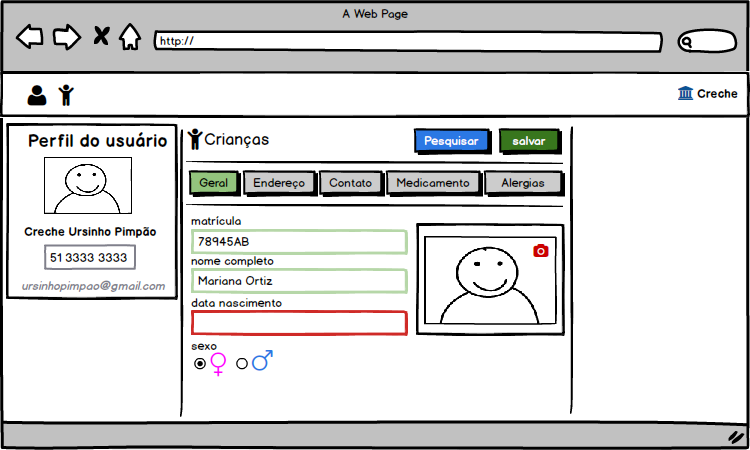 A Web Page
http://
Creche
Perfil do usuário
Creche Ursinho Pimpão
51 3333 3333
ursinhopimpao@gmail.com
Crianças
Pesquisar
salvar
Geral
Endereço
Contato
Medicamento
Alergias
matrícula
78945AB
nome completo
Mariana Ortiz
data nascimento
sexo